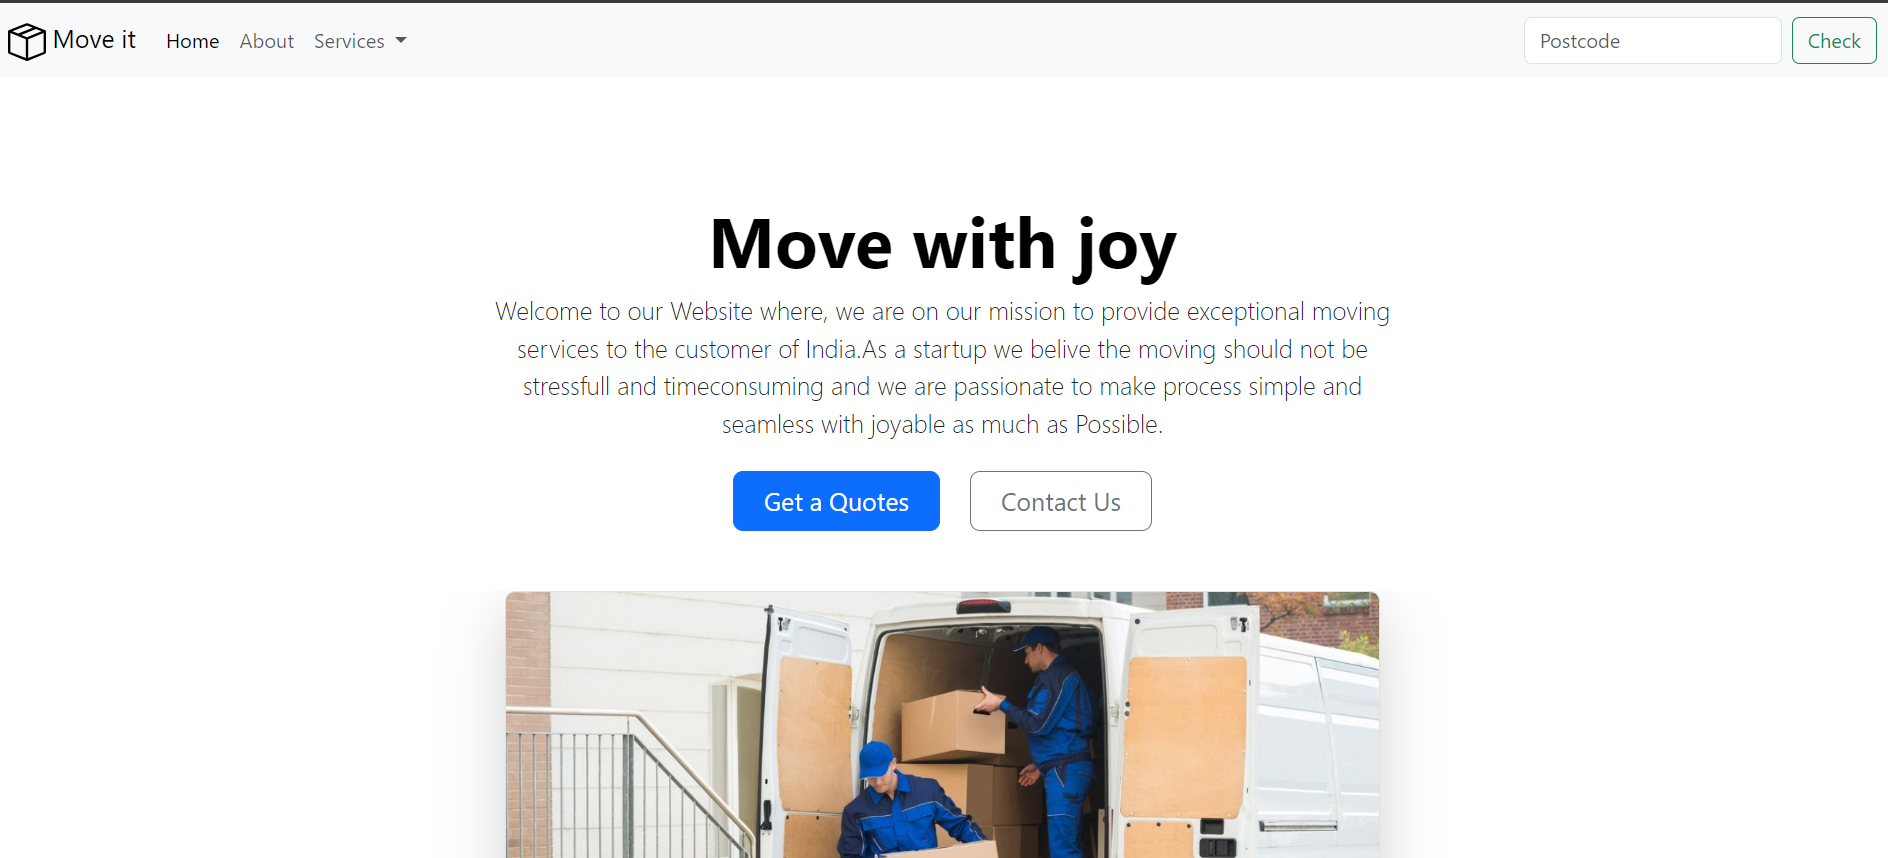 Move it Home About Services Postcode Check
Move with joy
Welcome to our Website where, we are on our mission to provide exceptional moving
services to the customer of India.As a startup we belive the moving should not be
stressfull and timeconsuming and we are passionate to make process simple and
seamless with joyable as much as Possible.
Get a Quotes Contact Us